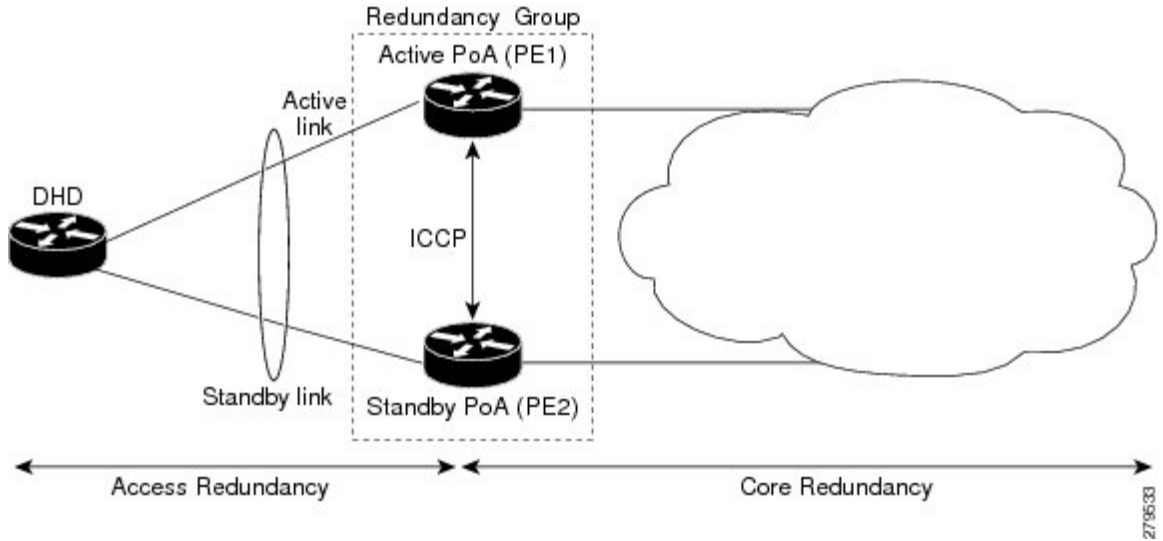 Redundancy Group
Active PoA (PE1)
Active
link
DHD
ICCP
Standby link
Standby PoA (PE2)
Access Redundancy
Core Redundancy
279533